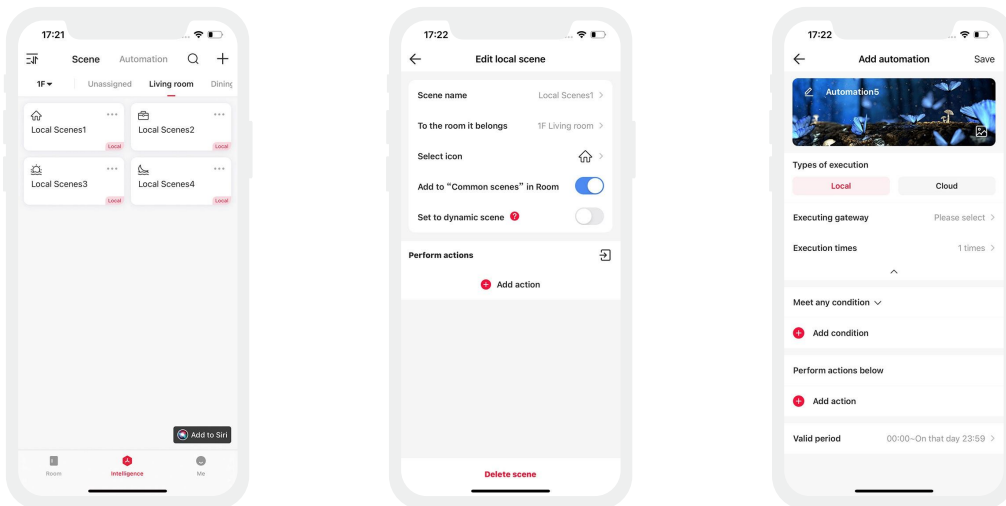 17:21
Scene Automation
1F Unassigned Living room Dining
Local Scenes1 Local Scenes2
Local Local
Local Scenes3 Local Scenes4
Local Local
Add to Siri
Room Intelligence Me
17:22
Edit local scene
Scene name Local Scenes1
To the room it belongs 1F Living room
Select icon
Add to “Common scenes” in Room
Set to dynamic scene ?
Perform actions
Add action
Delete scene
17:22
Add automation Save
Automation5
Types of execution
Local Cloud
Executing gateway Please select
Execution times 1 times
Meet any condition
Add condition
Perform actions below
Add action
Valid period 00:00~On that day 23:59